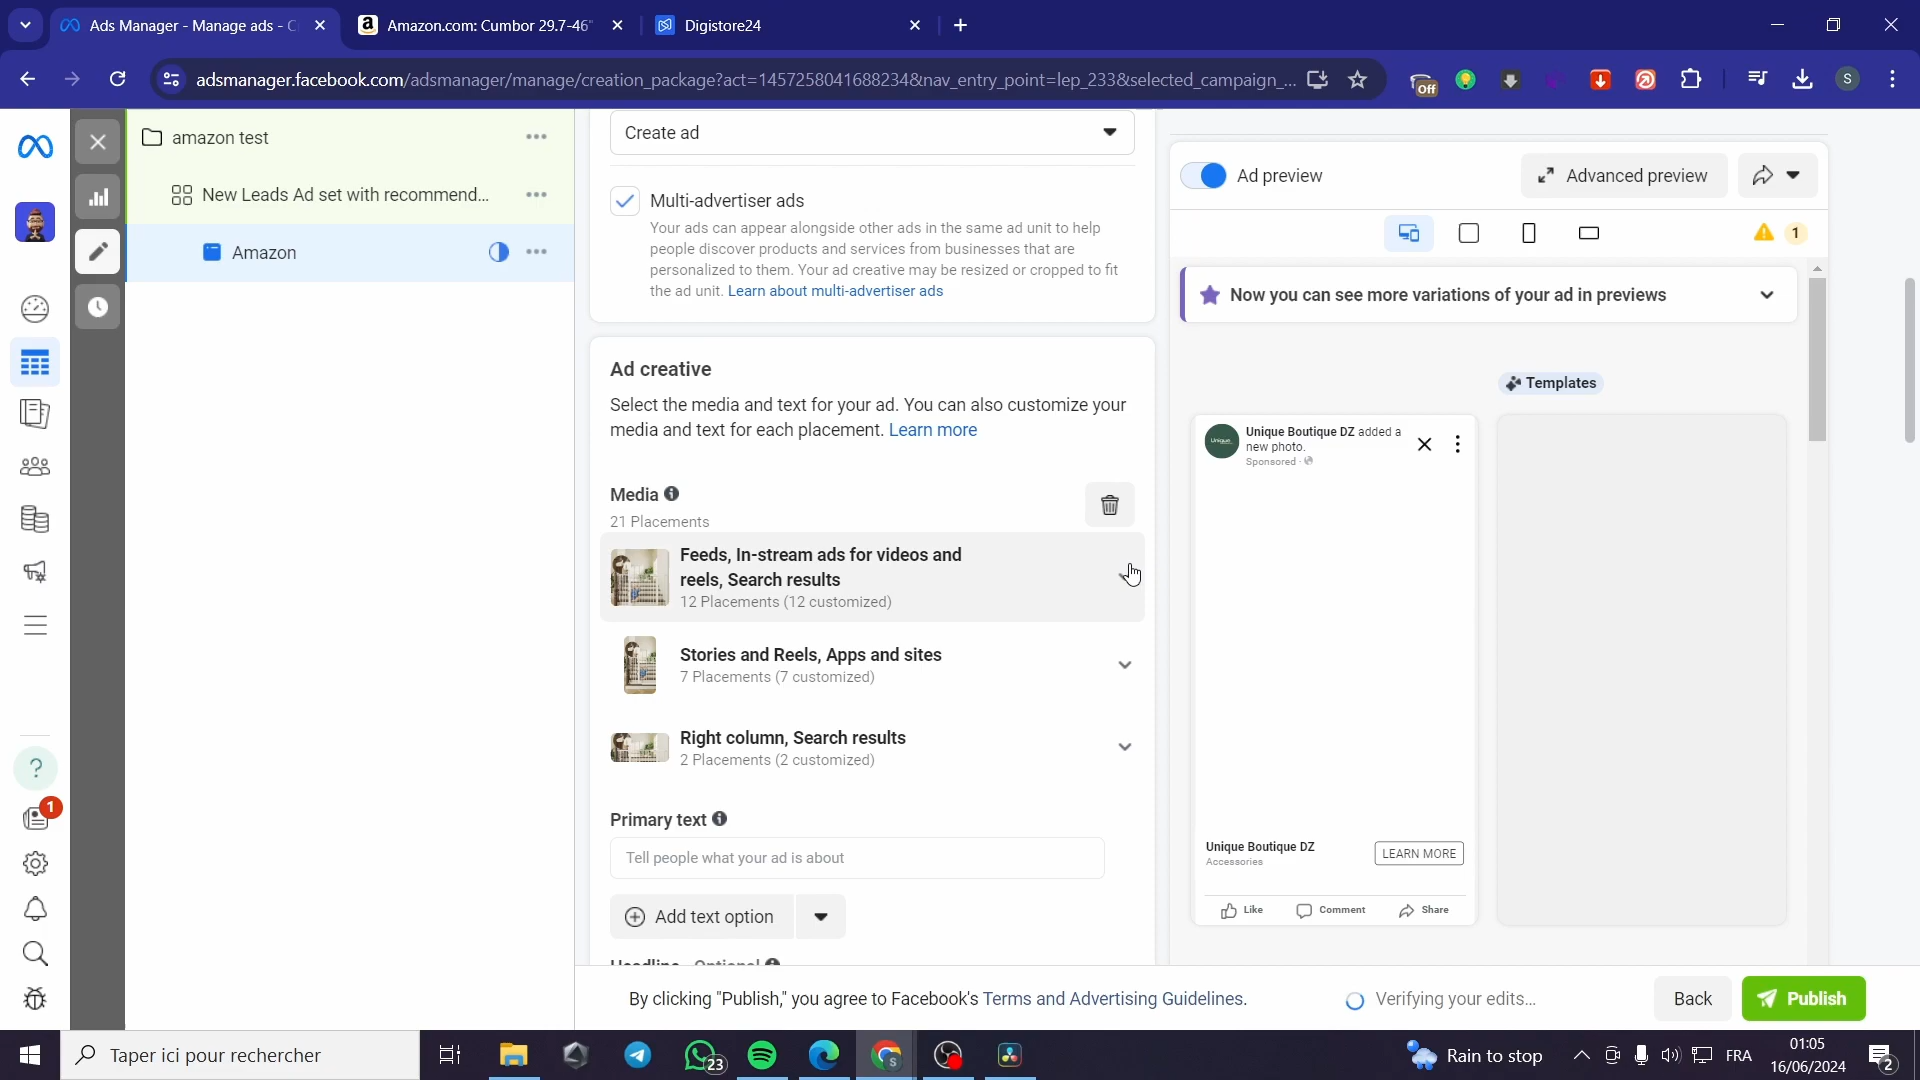 Ads Manager - Manage ads - C
Amazon.com: Cumbor 29.7-46"
Digistore24
adsmanager.facebook.com/adsmanager/manage/creation_package?act=1457258041688234&nav_entry_point=lep_233&selected_campaign_...
Off
S
amazon test
New Leads Ad set with recommend...
Amazon
Create ad
Multi-advertiser ads
Your ads can appear alongside other ads in the same ad unit to help
people discover products and services from businesses that are
personalized to them. Your ad creative may be resized or cropped to fit
the ad unit. Learn about multi-advertiser ads
Ad creative
Select the media and text for your ad. You can also customize your
media and text for each placement. Learn more
Media
21 Placements
Feeds, In-stream ads for videos and
reels, Search results
12 Placements (12 customized)
Stories and Reels, Apps and sites
7 Placements (7 customized)
Right column, Search results
2 Placements (2 customized)
Primary text
Tell people what your ad is about
Add text option
Headline Optional
Ad preview
Advanced preview
1
Now you can see more variations of your ad in previews
Templates
Unique
Unique Boutique DZ added a
new photo.
Sponsored ·
Unique Boutique DZ
Accessories
LEARN MORE
Like
Comment
Share
1
By clicking "Publish," you agree to Facebook's Terms and Advertising Guidelines.
Verifying your edits...
Back
Publish
Taper ici pour rechercher
23
S
Rain to stop
FRA
01:05
16/06/2024
2